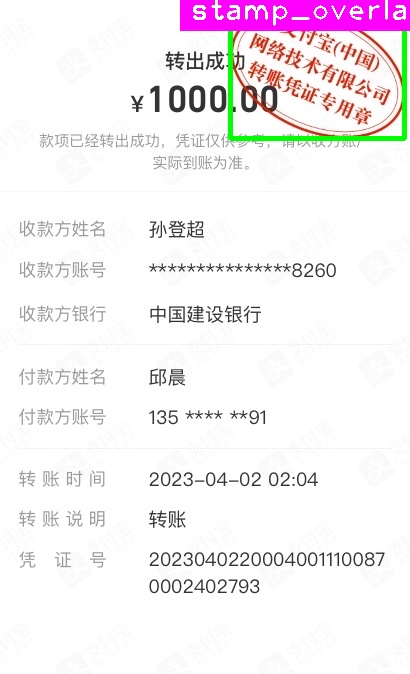 stamp_overla
支付宝(中国)
网络技术有限公司
转账凭证专用章
转出成功
¥1000.00
款项已经转出成功，凭证仅供参考，请以收方账户
实际到账为准。
收款方姓名 孙登超
收款方账号 ***************8260
收款方银行 中国建设银行
付款方姓名 邱晨
付款方账号 135 **** **91
转账时间 2023-04-02 02:04
转账说明 转账
凭证号 2023040220004001110087
0002402793